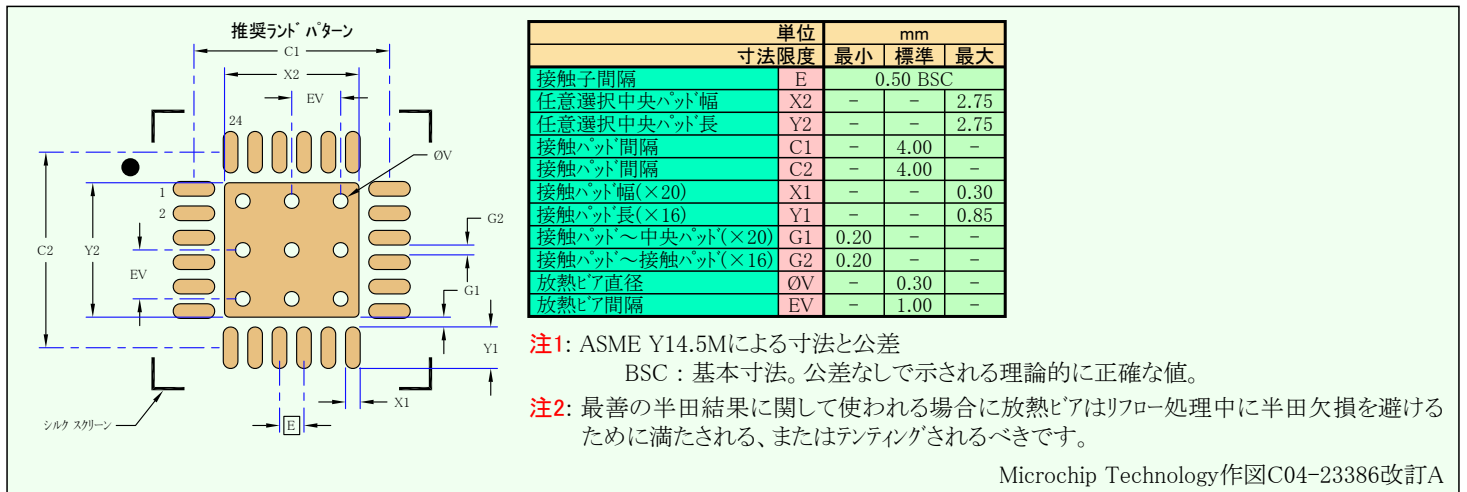 推奨ランド パターン
C1
X2
EV
24
ØV
1
2
G2
C2
Y2
EV
G1
Y1
X1
E
シルク スクリーン
単位 mm
寸法限度 最小 標準 最大
接触子間隔 E 0.50 BSC
任意選択中央パッド幅 X2 - - 2.75
任意選択中央パッド長 Y2 - - 2.75
接触パッド間隔 C1 - 4.00 -
接触パッド間隔 C2 - 4.00 -
接触パッド幅(×20) X1 - - 0.30
接触パッド長(×16) Y1 - - 0.85
接触パッド～中央パッド(×20) G1 0.20 - -
接触パッド～接触パッド(×16) G2 0.20 - -
放熱ビア直径 ØV - 0.30 -
放熱ビア間隔 EV - 1.00 -
注1: ASME Y14.5Mによる寸法と公差
BSC : 基本寸法。公差なしで示される理論的に正確な値。
注2: 最善の半田結果に関して使われる場合に放熱ビアはリフロー処理中に半田欠損を避ける
ために満たされる、またはテンティングされるべきです。
Microchip Technology作図C04-23386改訂A